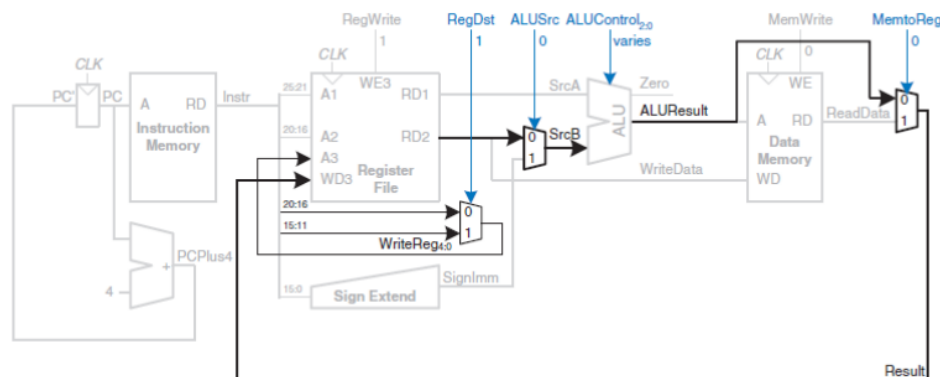 RegWrite
1
RegDst
1
ALUSrc
0
ALUControl2:0
varies
MemWrite
0
MemtoReg
0
CLK
PC'
PC
A
RD
Instruction
Memory
Instr
25:21
20:16
CLK
WE3
A1
RD1
A2
RD2
A3
WD3
Register
File
20:16
15:11
0
1
WriteReg4:0
SrcA
0
1
SrcB
ALU
Zero
ALUResult
WriteData
CLK
WE
A
RD
Data
Memory
WD
ReadData
0
1
PCPlus4
+
4
15:0
Sign Extend
SignImm
Result